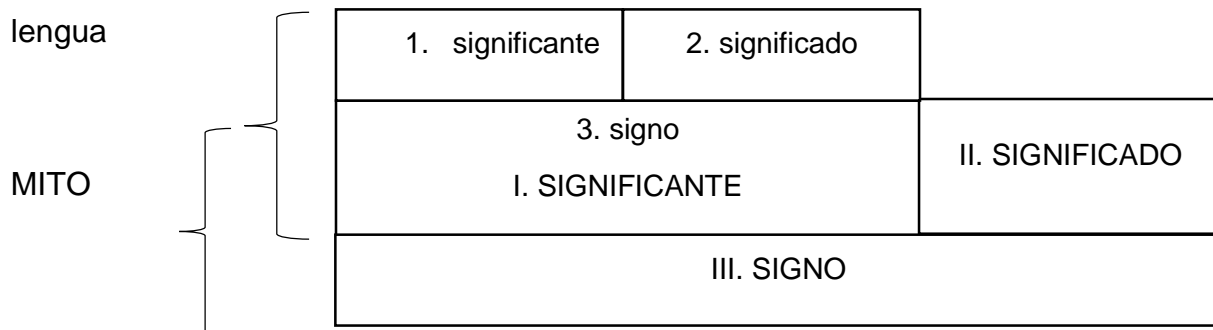 lengua
1. significante
2. significado
3. signo
II. SIGNIFICADO
MITO
I. SIGNIFICANTE
III. SIGNO